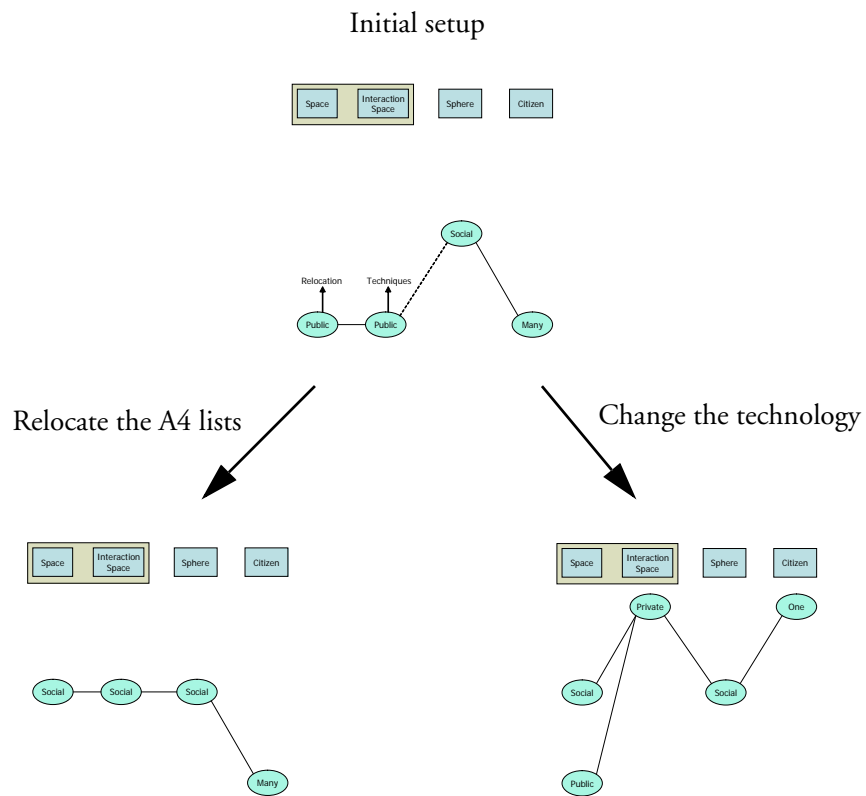 Initial setup
Space
Interaction
Space
Sphere
Citizen
Social
Relocation
Techniques
Public
Public
Many
Relocate the A4 lists
Change the technology
Space
Interaction
Space
Sphere
Citizen
Social
Social
Social
Many
Space
Interaction
Space
Sphere
Citizen
Private
One
Social
Social
Public